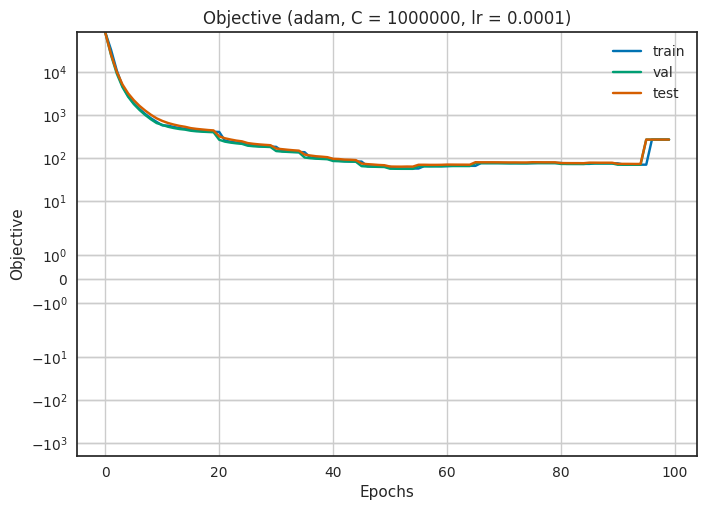 Objective (adam, C = 1000000, lr = 0.0001)
train
val
test
10⁴
10³
10²
10¹
10⁰
0
−10⁰
−10¹
−10²
−10³
Objective
0 20 40 60 80 100
Epochs